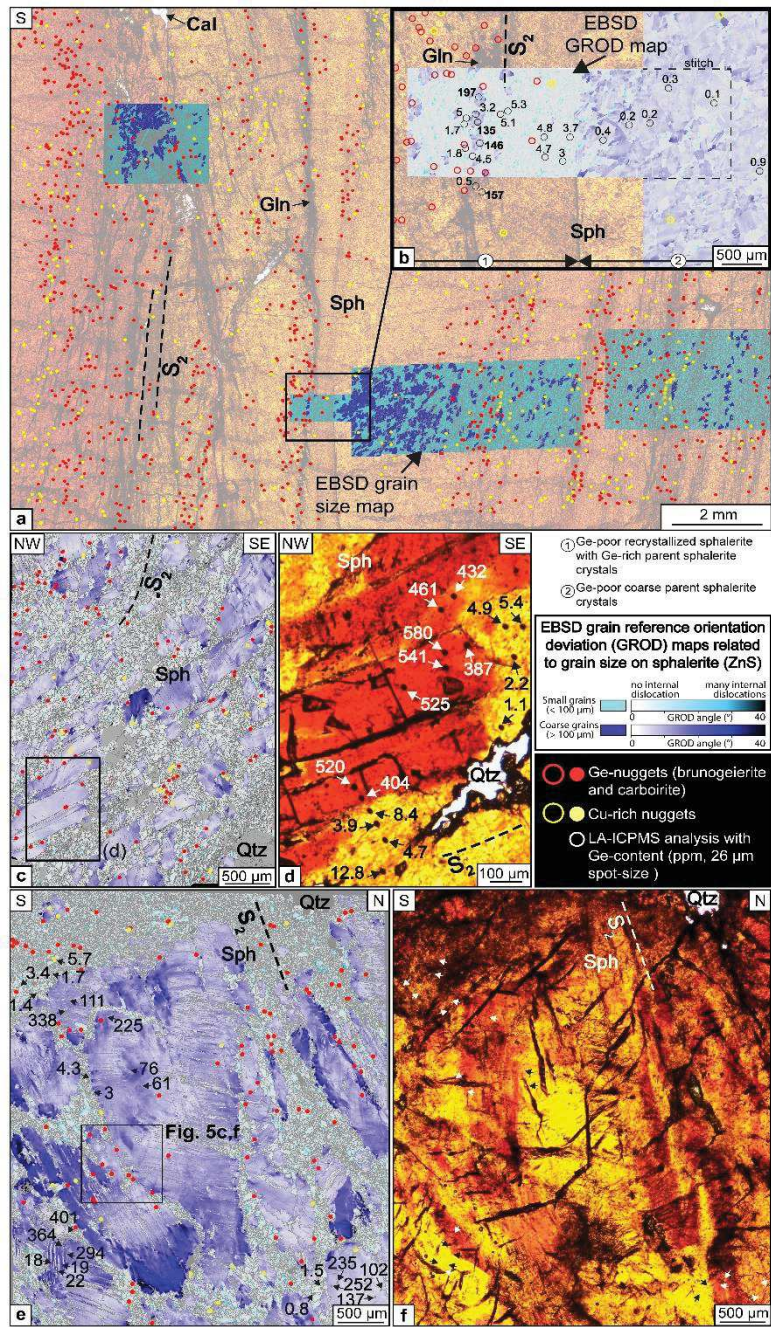 S
Cal
S2
Gln
EBSD
GROD map
stitch
197
3.2
5.3
5
5.1
1.7
135
1.8
146
4.5
0.5
157
4.8
3.7
4.7
3
0.4
0.2
0.2
0.3
0.1
0.9
Sph
b
1
2
500 µm
Gln
Sph
S2
EBSD grain
size map
a
2 mm
NW
SE
S2
Sph
(d)
Qtz
c
500 µm
NW
SE
Sph
432
461
4.9
5.4
580
541
387
525
2.2
1.1
520
404
Qtz
8.4
3.9
4.7
12.8
S2
d
100 µm
1 Ge-poor recrystallized sphalerite
with Ge-rich parent sphalerite
crystals
2 Ge-poor coarse parent sphalerite
crystals
EBSD grain reference orientation
deviation (GROD) maps related
to grain size on sphalerite (ZnS)
no internal
dislocation
many internal
dislocations
Small grains
(< 100 µm)
0
GROD angle (°)
40
Coarse grains
(> 100 µm)
0
GROD angle (°)
40
Ge-nuggets (brunogeierite
and carboirite)
Cu-rich nuggets
LA-ICPMS analysis with
Ge-content (ppm, 26 µm
spot-size )
S
N
Qtz
S2
Sph
5.7
3.4
1.7
1.4
111
338
225
76
4.3
61
3
Fig. 5c,f
401
364
294
18
19
22
235
102
1.5
252
0.8
137
e
500 µm
S
N
Qtz
S2
Sph
f
500 µm